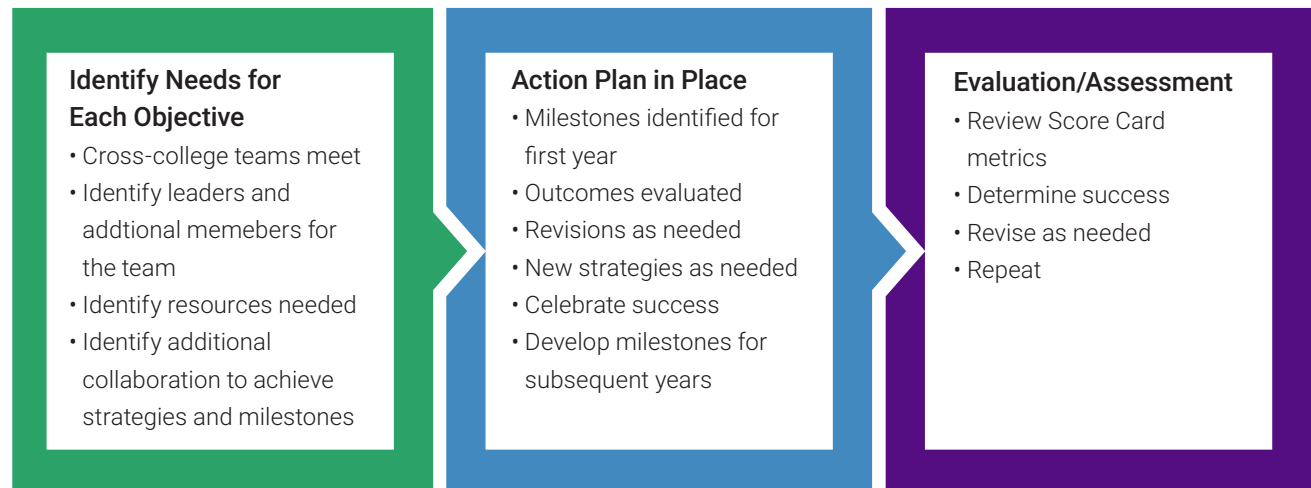 Identify Needs for
Each Objective
• Cross-college teams meet
• Identify leaders and
addtional memebers for
the team
• Identify resources needed
• Identify additional
collaboration to achieve
strategies and milestones
Action Plan in Place
• Milestones identified for
first year
• Outcomes evaluated
• Revisions as needed
• New strategies as needed
• Celebrate success
• Develop milestones for
subsequent years
Evaluation/Assessment
• Review Score Card
metrics
• Determine success
• Revise as needed
• Repeat